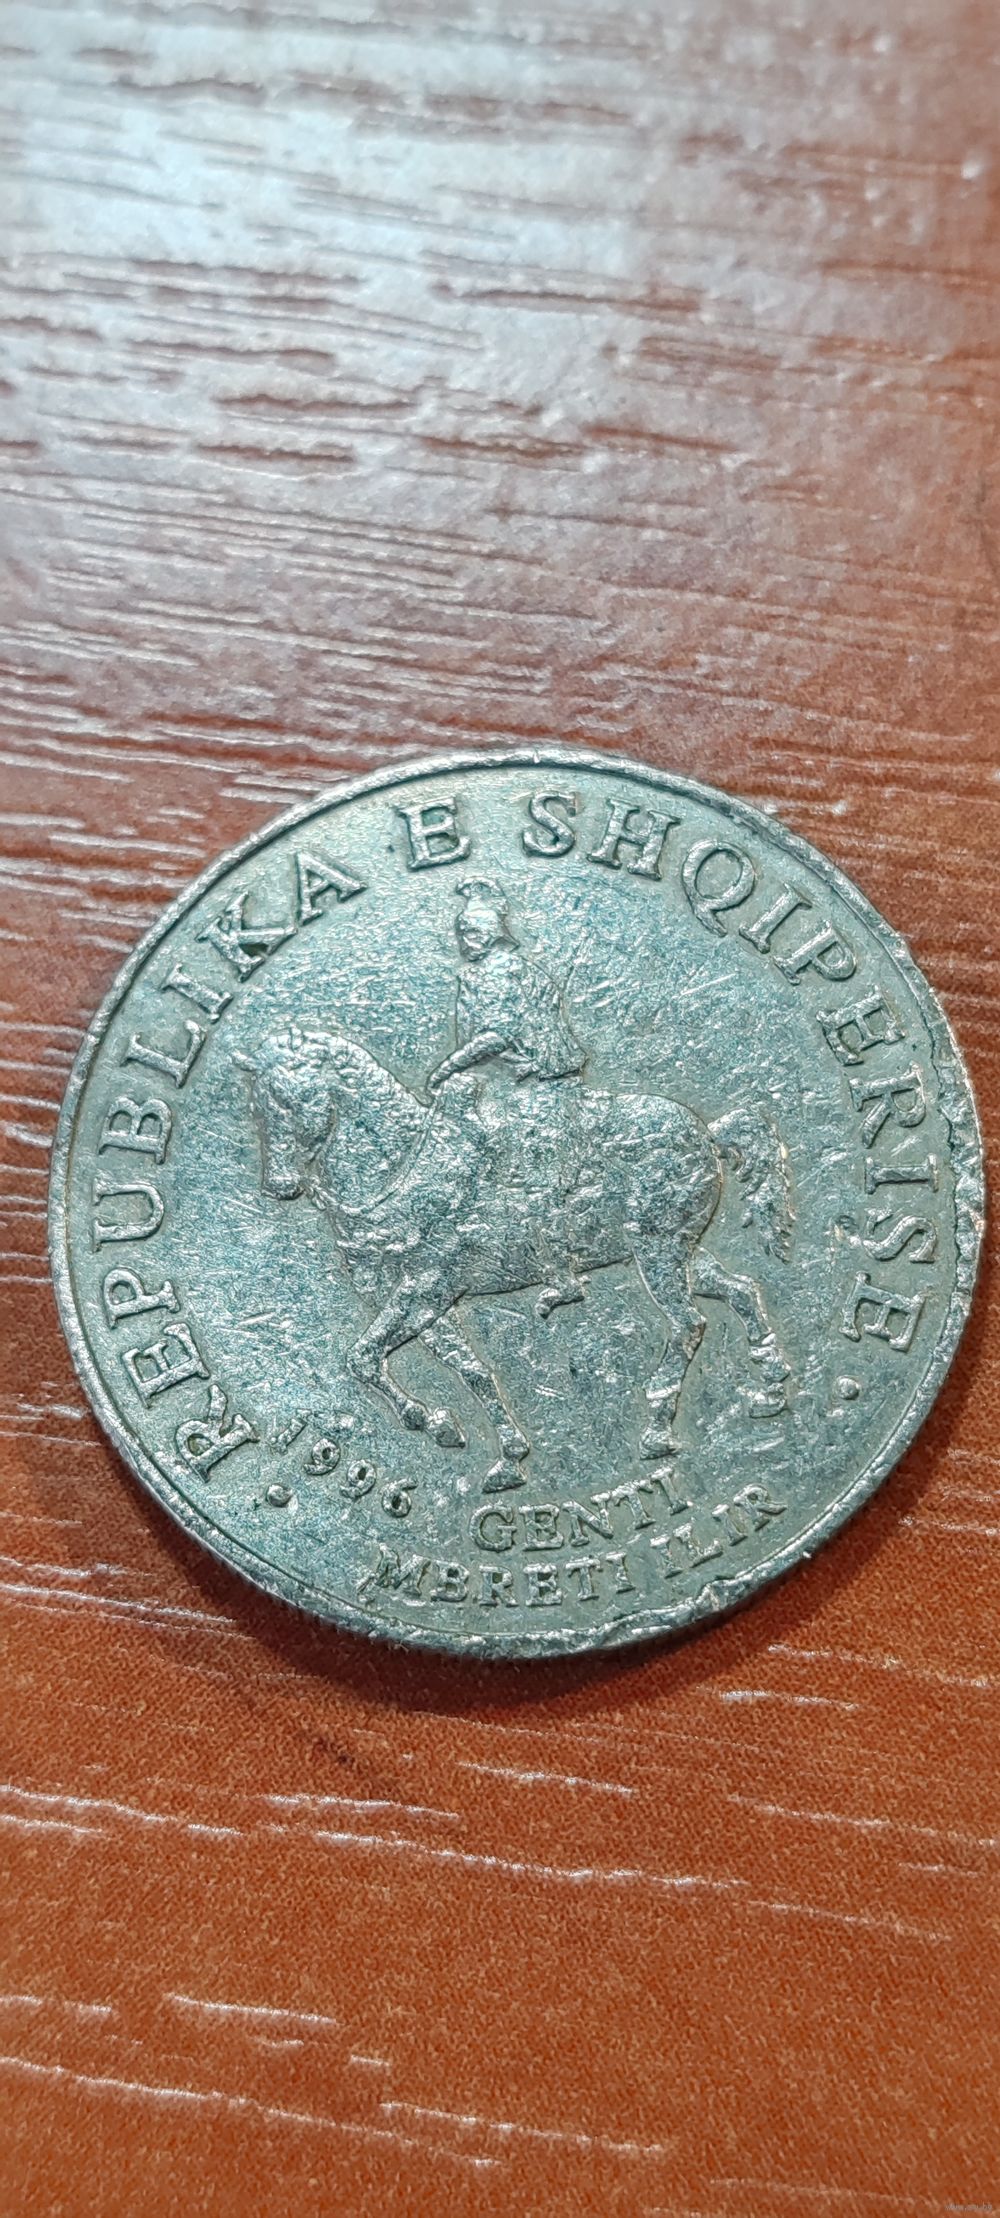 REPUBLIKA E SHQIPERISE
1996
GENTI
MBRETI ILIR